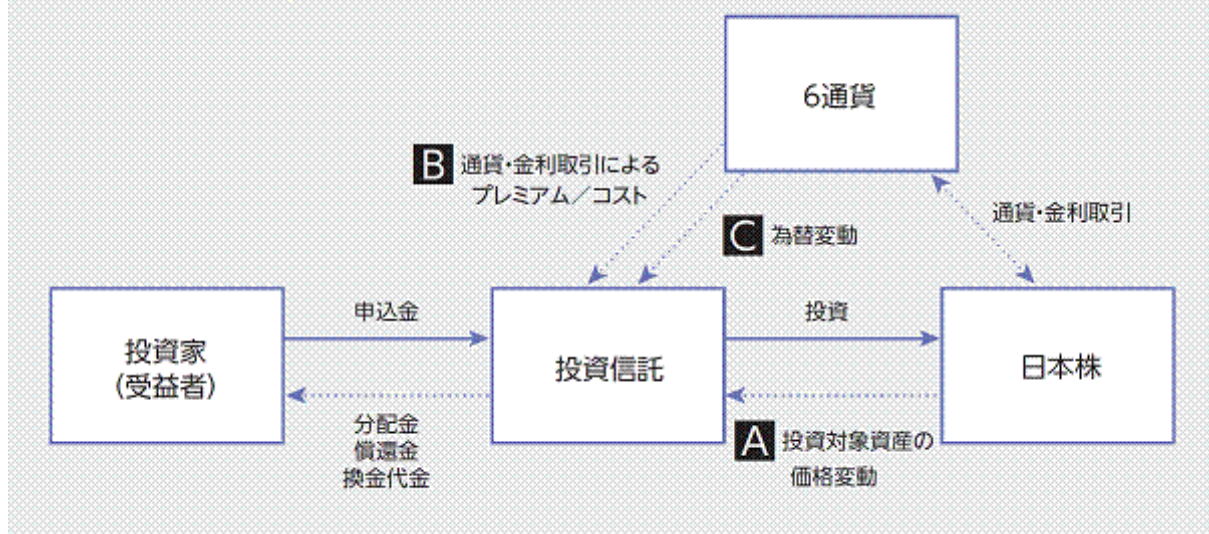 6通貨
B 通貨・金利取引による
プレミアム／コスト
C 為替変動
通貨・金利取引
投資家
（受益者）
申込金
分配金
償還金
換金代金
投資信託
投資
A 投資対象資産の
価格変動
日本株